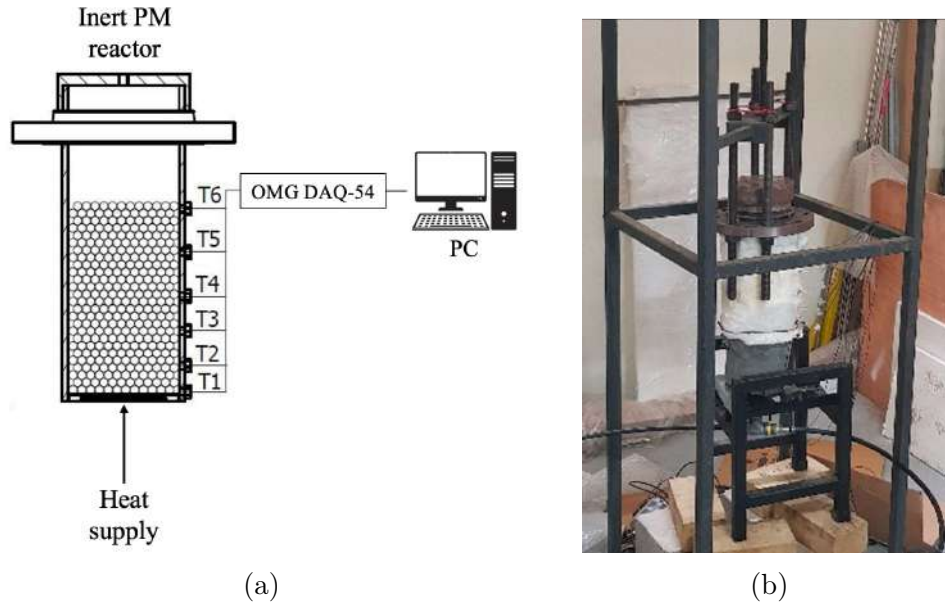 Inert PM
reactor
T6
OMG DAQ-54
PC
T5
T4
T3
T2
T1
Heat
supply
(a)
(b)